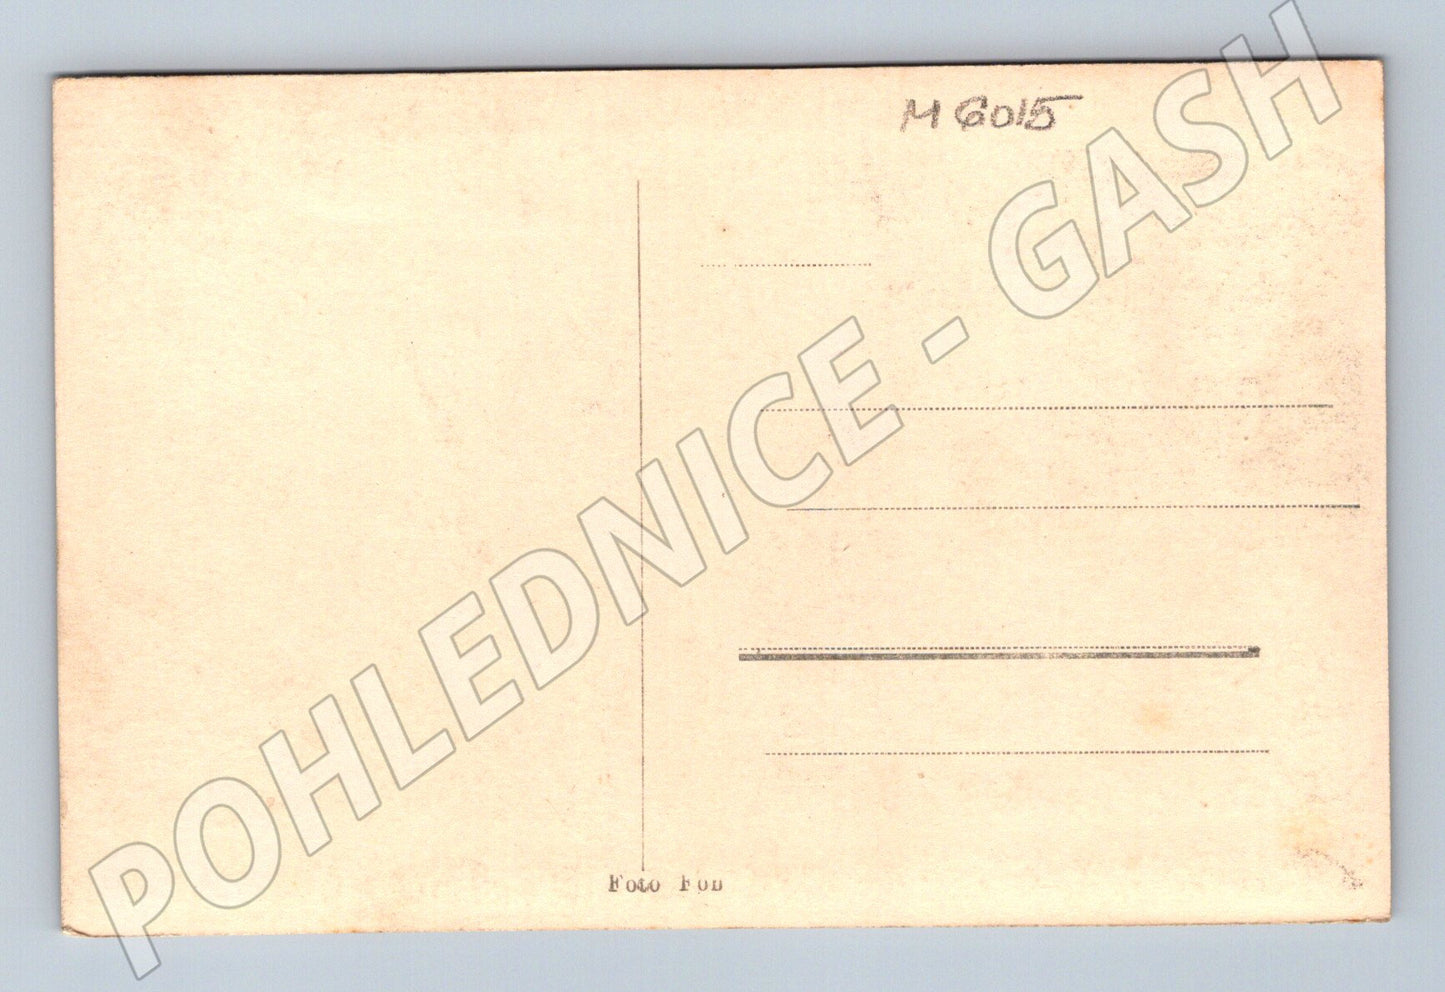 M 6015
POHLEDNICE - GASH
Foto Fon